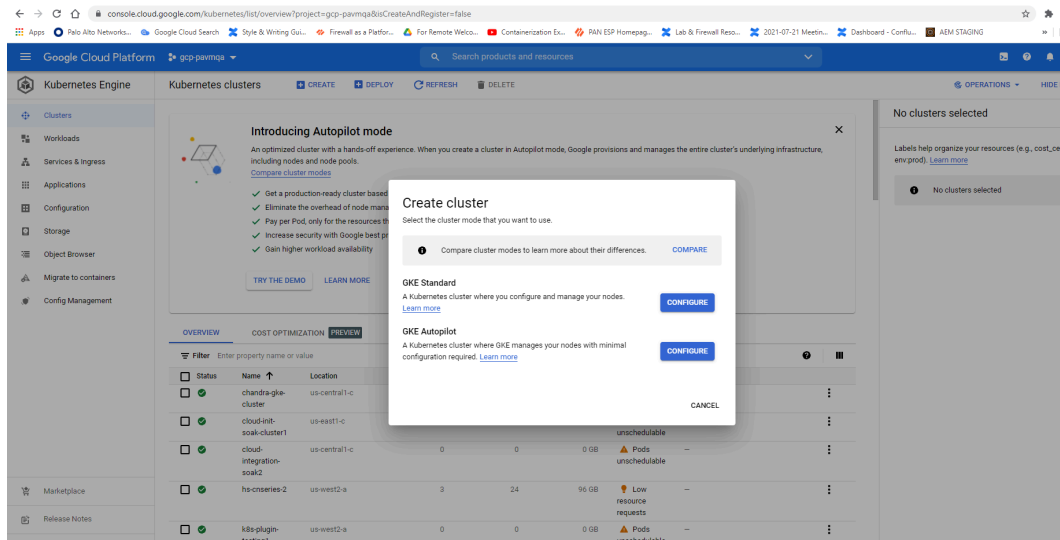 console.cloud.google.com/kubernetes/list/overview?project=gcp-pavmqa&isCreateAndRegister=false
Apps Palo Alto Networks... Google Cloud Search Style & Writing Gui... Firewall as a Platfor... For Remote Welco... Containerization Ex... PAN ESP Homepag... Lab & Firewall Reso... 2021-07-21 Meetin... Dashboard - Conflu... AEM STAGING »
Google Cloud Platform gcp-pavmqa Search products and resources
Kubernetes Engine Kubernetes clusters CREATE DEPLOY REFRESH DELETE OPERATIONS HIDE
Clusters
Workloads
Services & Ingress
Applications
Configuration
Storage
Object Browser
Migrate to containers
Config Management
Marketplace
Release Notes
Introducing Autopilot mode
An optimized cluster with a hands-off experience. When you create a cluster in Autopilot mode, Google provisions and manages the entire cluster's underlying infrastructure,
including nodes and node pools.
Compare cluster modes
Get a production-ready cluster based
Eliminate the overhead of node mana
Pay per Pod, only for the resources th
Increase security with Google best pr
Gain higher workload availability
TRY THE DEMO LEARN MORE
OVERVIEW COST OPTIMIZATION PREVIEW
Filter Enter property name or value
Status Name Location
chandra-gke- us-central1-c
cluster
cloud-init- us-east1-c
soak-cluster1 unschedulable
cloud- us-central1-c 0 0 0 GB Pods —
integration- unschedulable
soak2
hs-cnseries-2 us-west2-a 3 24 96 GB Low —
resource
requests
k8s-plugin- us-west2-a 0 0 0 GB Pods —
Create cluster
Select the cluster mode that you want to use.
Compare cluster modes to learn more about their differences. COMPARE
GKE Standard
A Kubernetes cluster where you configure and manage your nodes.
Learn more
CONFIGURE
GKE Autopilot
A Kubernetes cluster where GKE manages your nodes with minimal
configuration required. Learn more
CONFIGURE
CANCEL
No clusters selected
Labels help organize your resources (e.g., cost_ce
env:prod). Learn more
No clusters selected